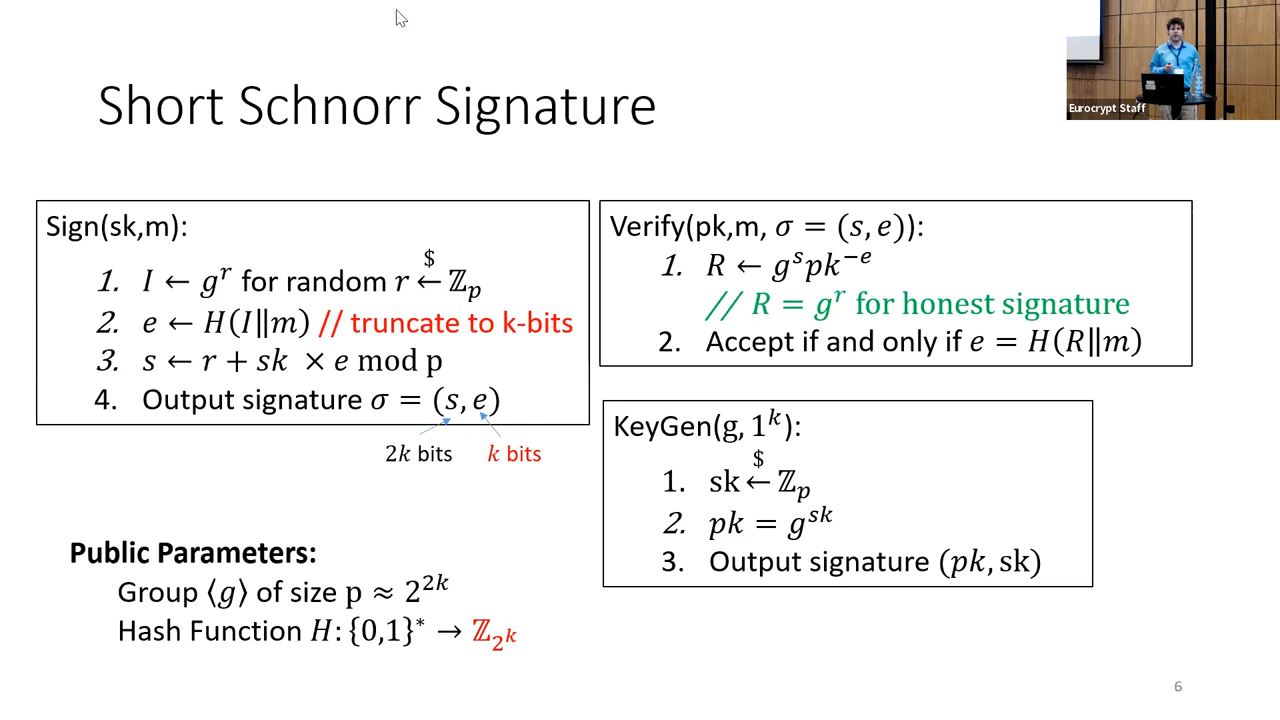 Short Schnorr Signature
Eurocrypt Staff
Sign(sk,m):
1. I ← g^r for random r ←$ ℤ_p
2. e ← H(I‖m) // truncate to k-bits
3. s ← r + sk × e mod p
4. Output signature σ = (s, e)
2k bits k bits
Verify(pk,m, σ = (s, e)):
1. R ← g^s pk^{−e}
// R = g^r for honest signature
2. Accept if and only if e = H(R‖m)
KeyGen(g, 1^k):
1. sk ←$ ℤ_p
2. pk = g^{sk}
3. Output signature (pk, sk)
Public Parameters:
Group ⟨g⟩ of size p ≈ 2^{2k}
Hash Function H: {0,1}^* → ℤ_{2^k}
6